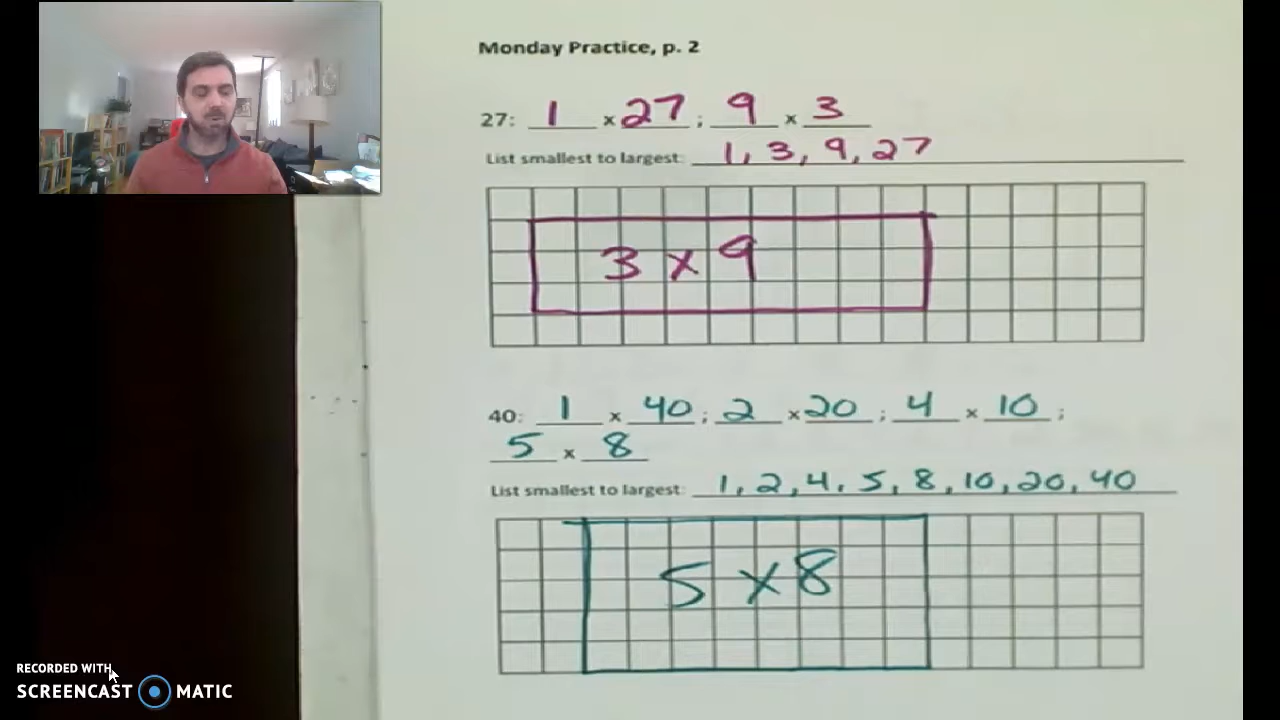 Monday Practice, p. 2
27: 1 × 27 ; 9 × 3
List smallest to largest: 1, 3, 9, 27
3 × 9
40: 1 × 40 ; 2 × 20 ; 4 × 10 ;
5 × 8
List smallest to largest: 1, 2, 4, 5, 8, 10, 20, 40
5 × 8
RECORDED WITH
SCREENCAST MATIC